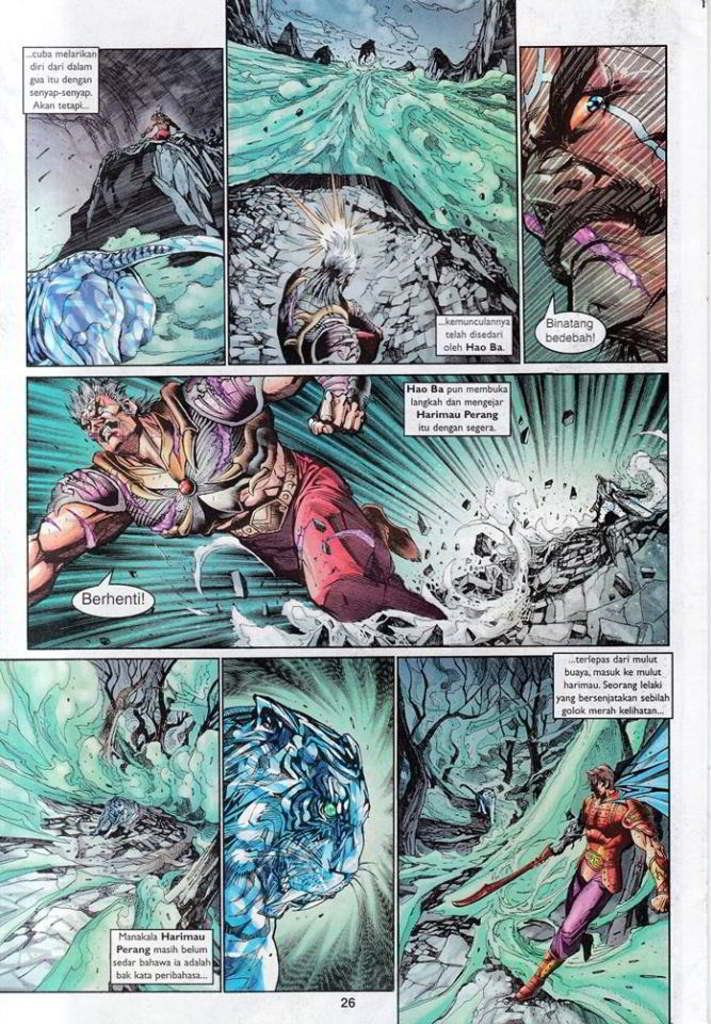 ...cuba melarikan
diri dari dalam
gua itu dengan
senyap-senyap.
Akan tetapi...
...kemunculannya
telah disedari
oleh Hao Ba.
Binatang
bedebah!
Hao Ba pun membuka
langkah dan mengejar
Harimau Perang
itu dengan segera.
Berhenti!
Manakala Harimau
Perang masih belum
sedar bahawa ia adalah
bak kata peribahasa...
...terlepas dari mulut
buaya, masuk ke mulut
harimau. Seorang lelaki
yang bersenjatakan sebilah
golok merah kelihatan...
26